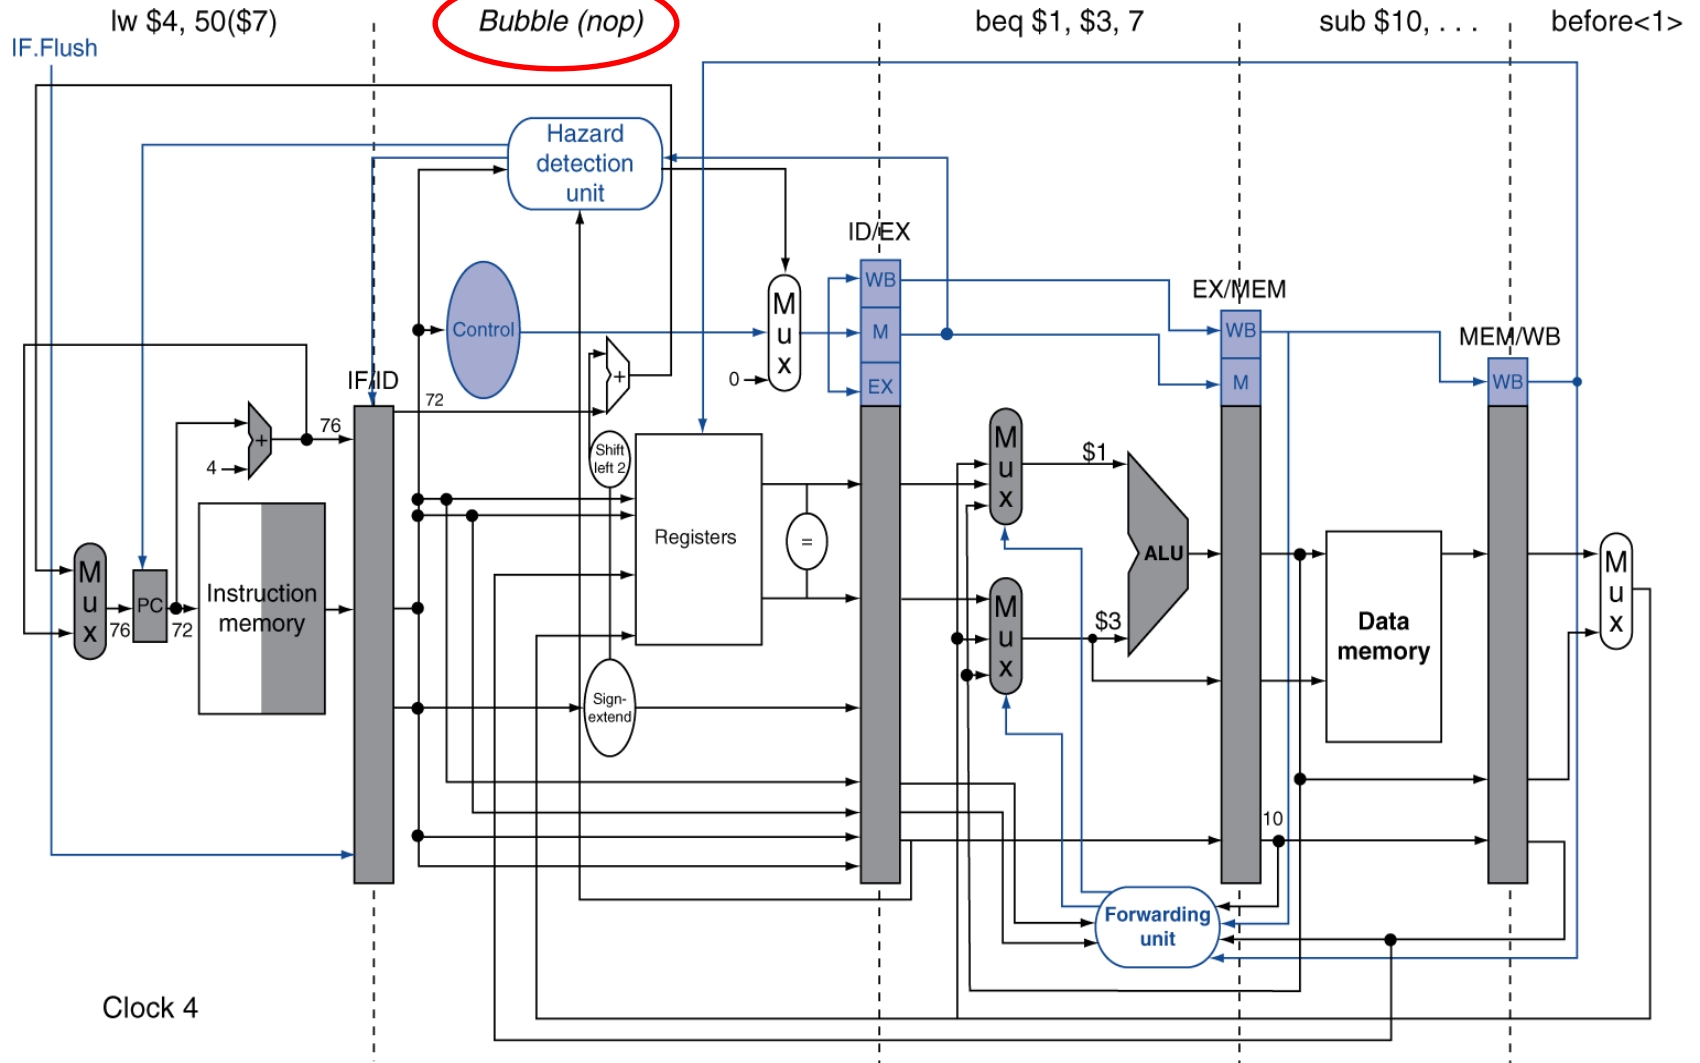 lw $4, 50($7)
Bubble (nop)
beq $1, $3, 7
sub $10, . . .
before<1>
IF.Flush
Hazard
detection
unit
ID/EX
WB
M
EX
EX/MEM
WB
M
MEM/WB
WB
Control
M
u
x
0
+
IF/ID
72
76
+
4
Shift
left 2
M
u
x
$1
M
u
x
76
PC
72
Instruction
memory
Registers
=
ALU
M
u
x
$3
Data
memory
M
u
x
Sign-
extend
10
Forwarding
unit
Clock 4